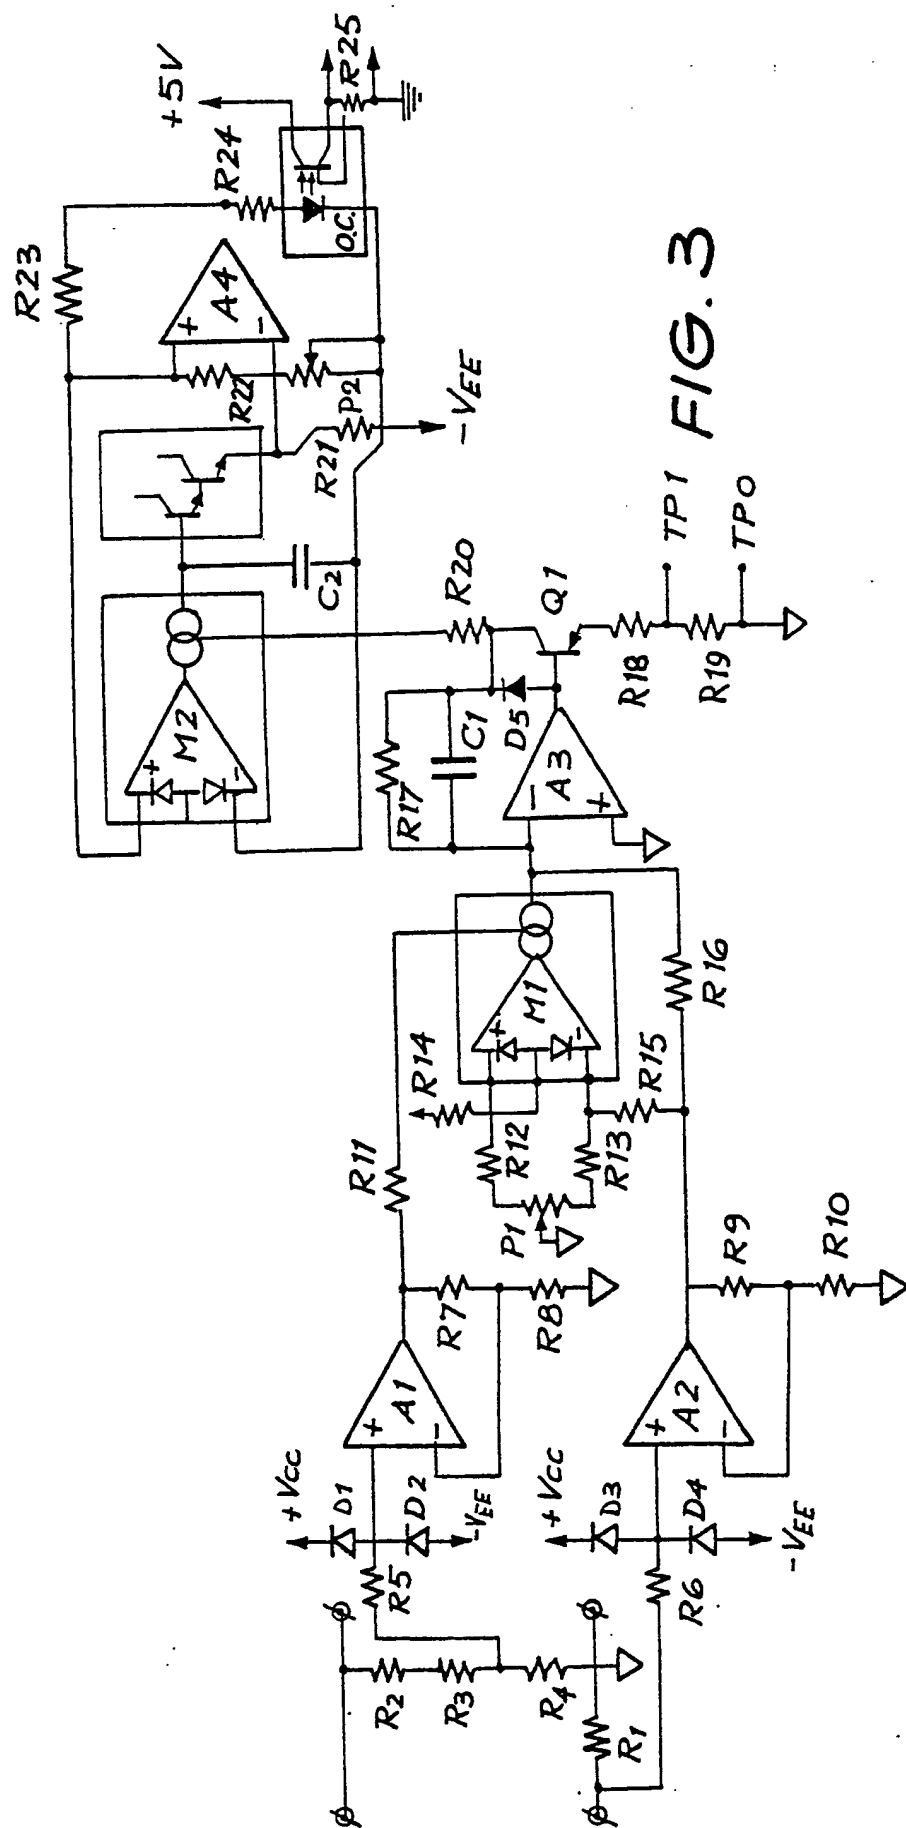 R23
+5V
R24
R25
O.C.
+
A4
-
R22
P2
R21
-VEE
C2
M2
+
-
R20
Q1
R18
TP1
R19
TP0
FIG. 3
R17
C1
D5
-
A3
+
R11
R14
M1
+
-
R12
P1
R13
R15
R16
+VCC
D1
D2
-VEE
+
A1
-
R7
R8
R5
R2
R3
R4
R1
R6
+VCC
D3
D4
-VEE
+
A2
-
R9
R10